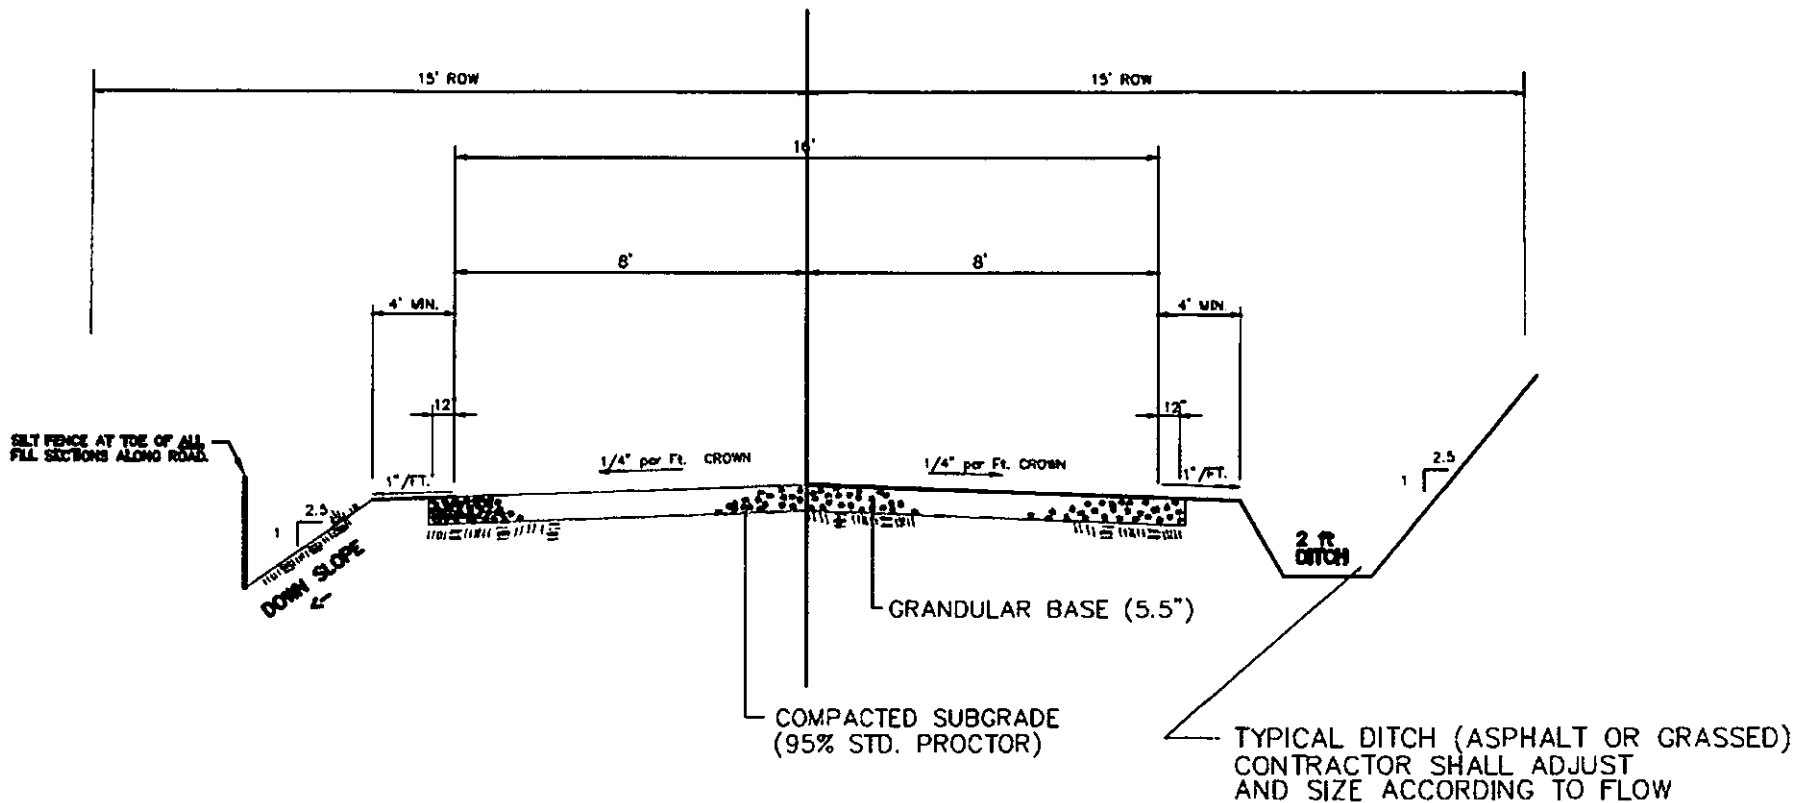 15' ROW
15' ROW
16'
8'
8'
4' MIN.
4' MIN.
12"
12"
SILT FENCE AT TOE OF ALL
FILL SECTIONS ALONG ROAD.
1/4" per Ft. CROWN
1/4" per Ft. CROWN
1"/FT.
1"/FT.
2.5
1
2.5
1
DOWN SLOPE
2 ft
DITCH
GRANDULAR BASE (5.5")
COMPACTED SUBGRADE
(95% STD. PROCTOR)
TYPICAL DITCH (ASPHALT OR GRASSED)
CONTRACTOR SHALL ADJUST
AND SIZE ACCORDING TO FLOW